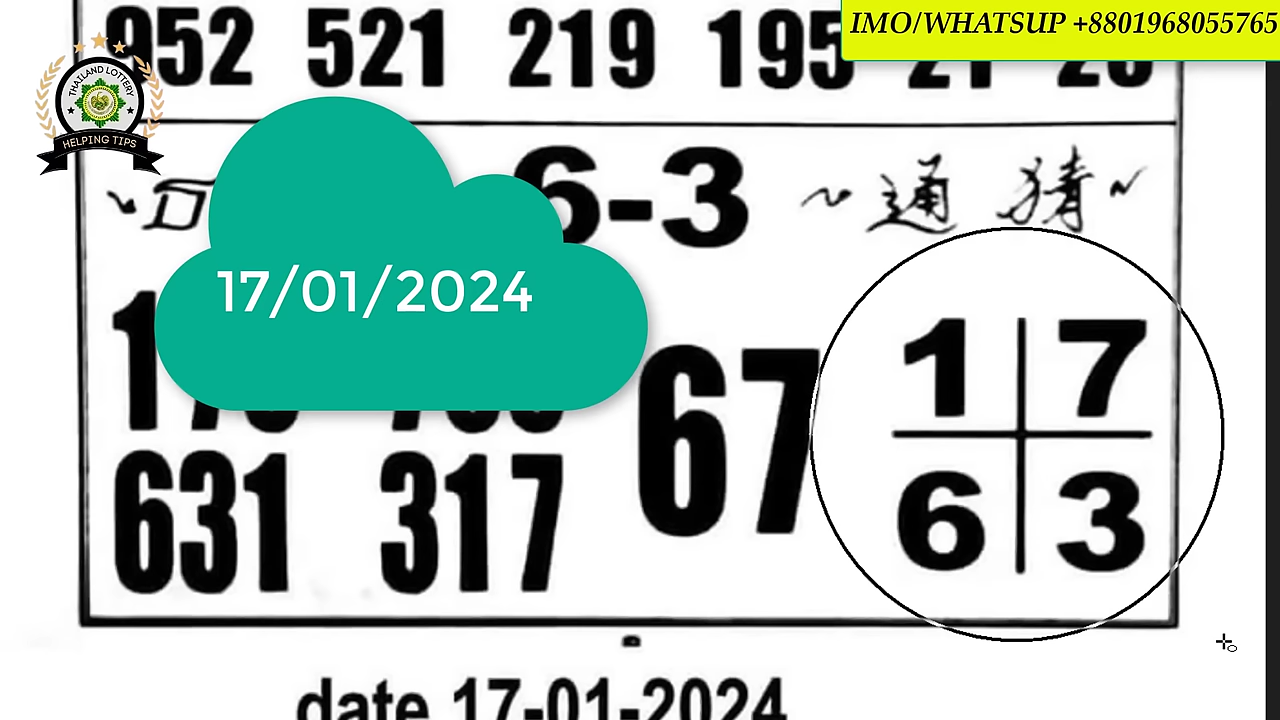 IMO/WHATSUP +8801968055765
952 521 219 195 21
THAILAND LOTTERY
HELPING TIPS
6-3 ~通 猜~
17/01/2024
67
1 7
631 317
6 3
date 17-01-2024